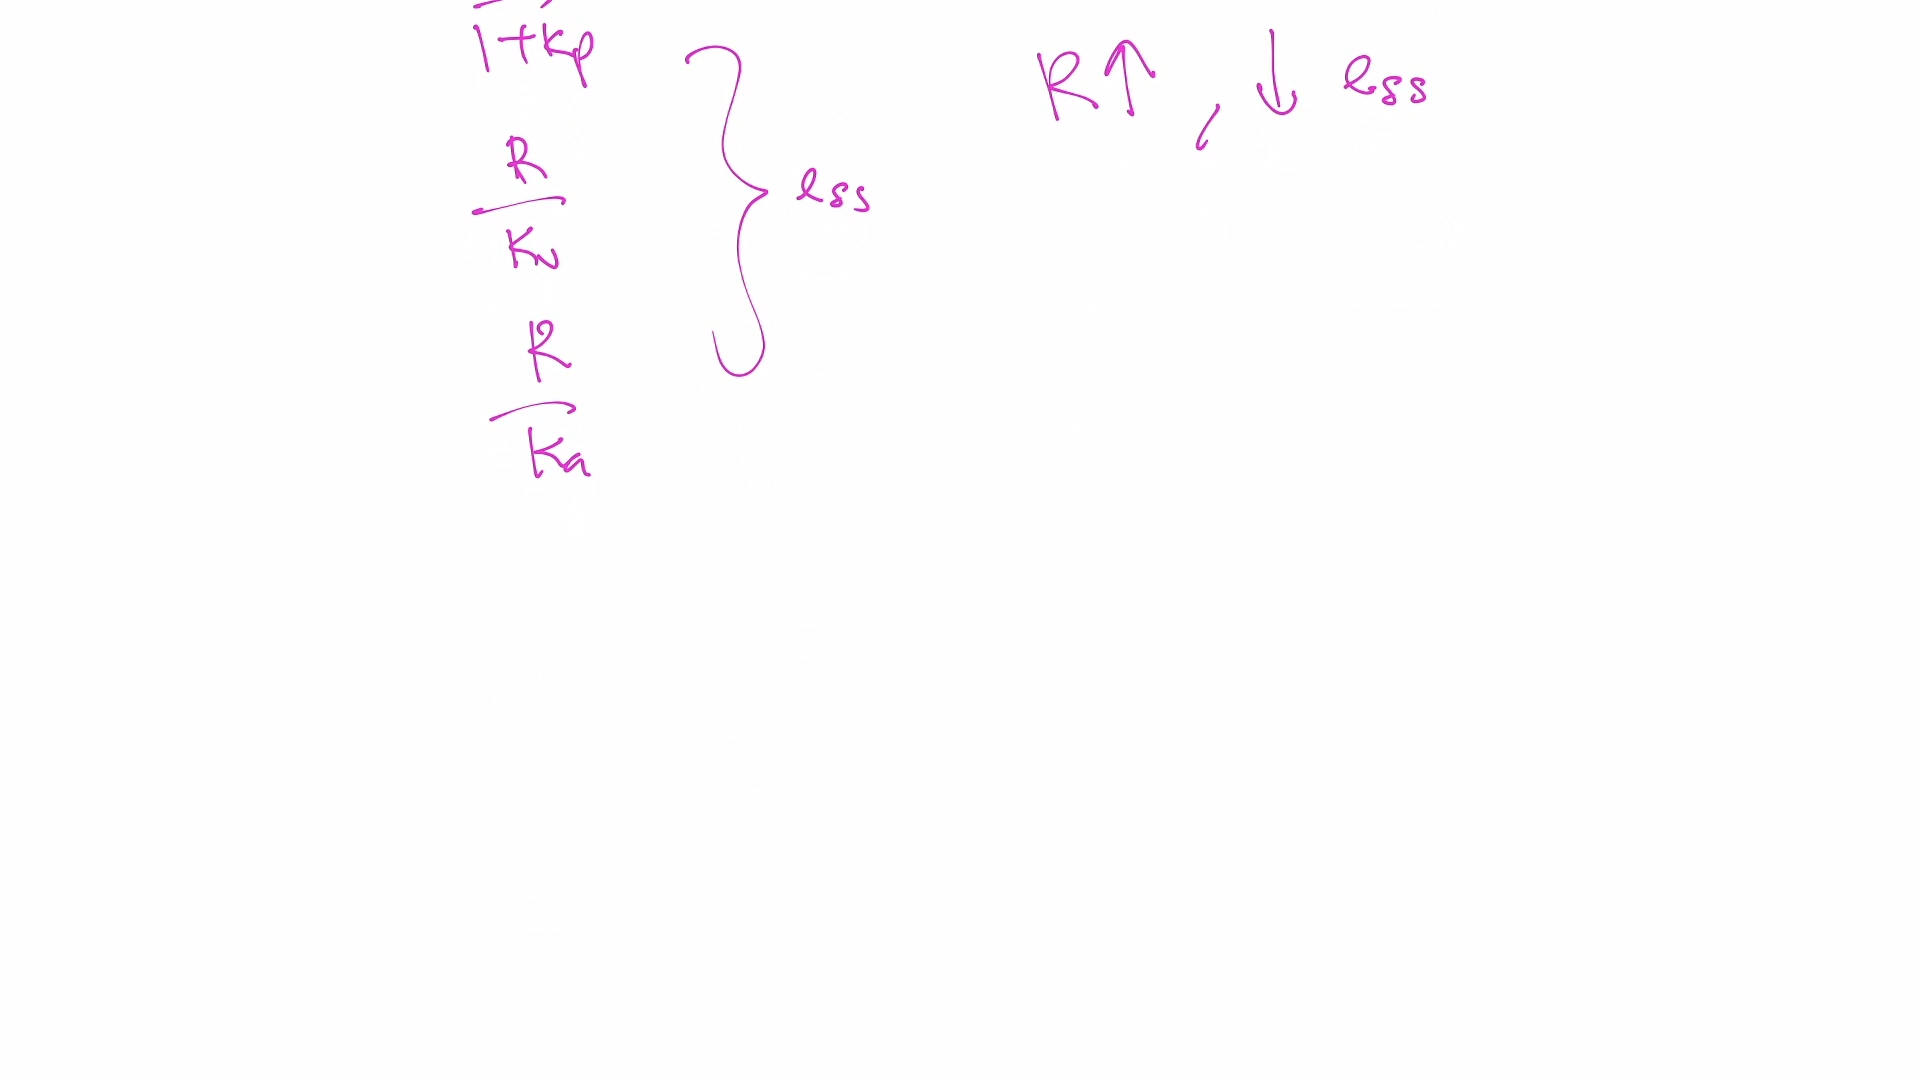 1+Kp
R↑ , ↓ ess
R
ess
Kv
R
Ka